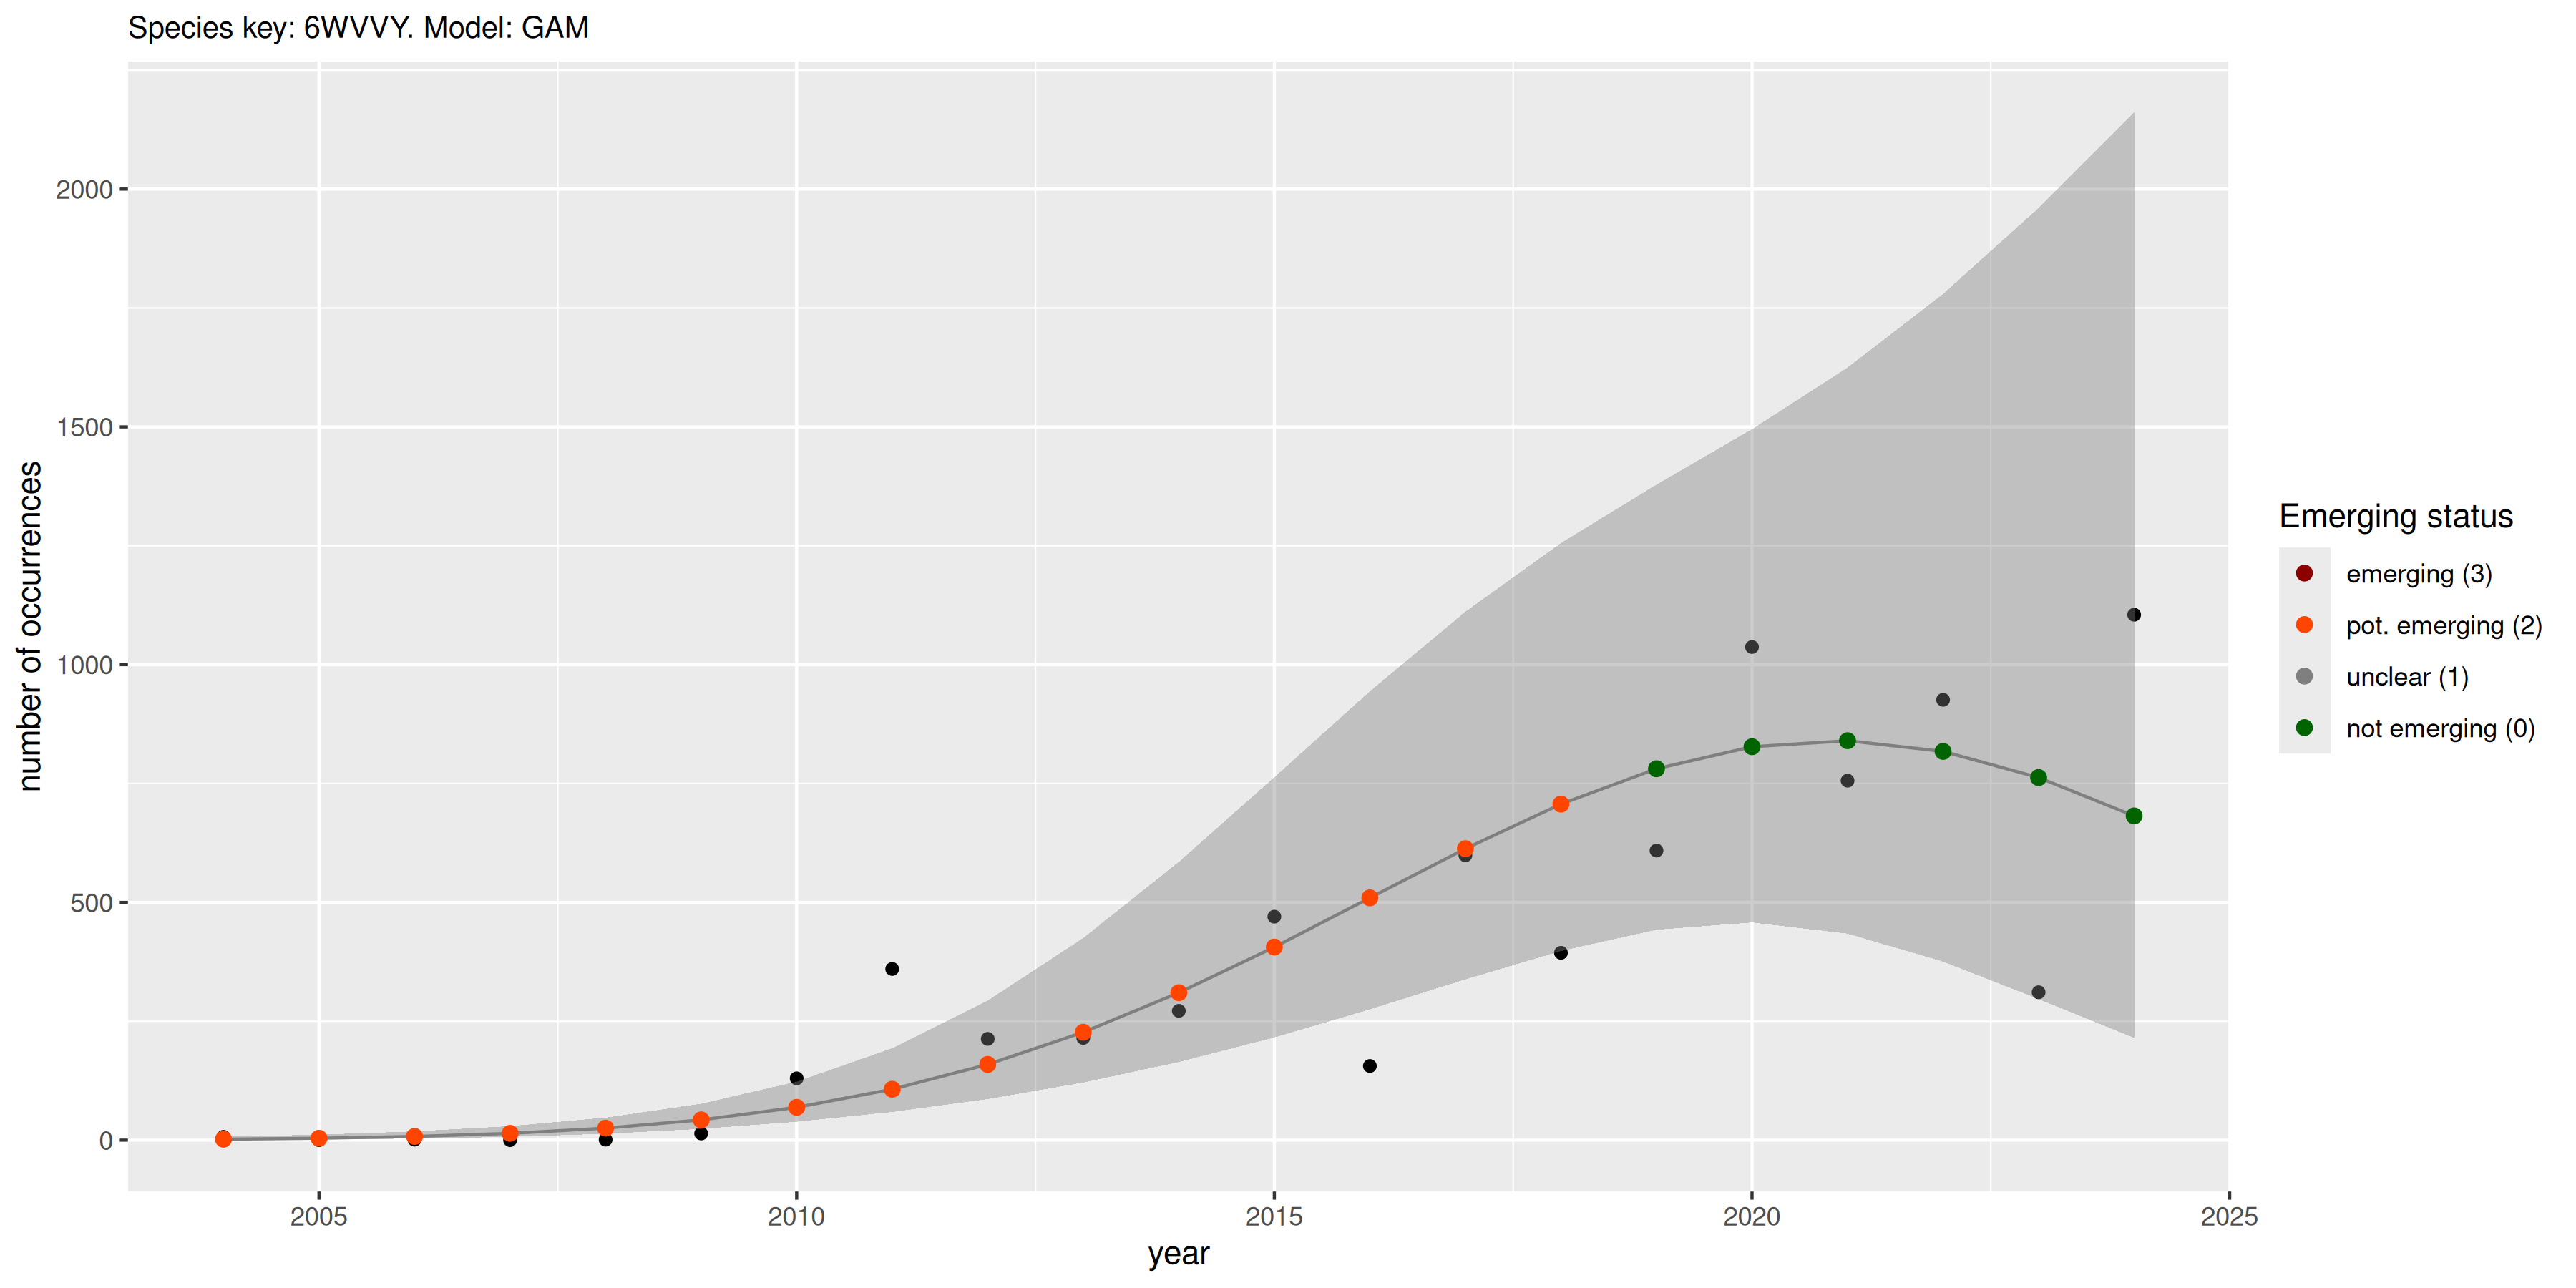 Species key: 6WVVY. Model: GAM
number of occurrences
2000
1500
1000
500
0
2005
2010
2015
2020
2025
year
Emerging status
emerging (3)
pot. emerging (2)
unclear (1)
not emerging (0)